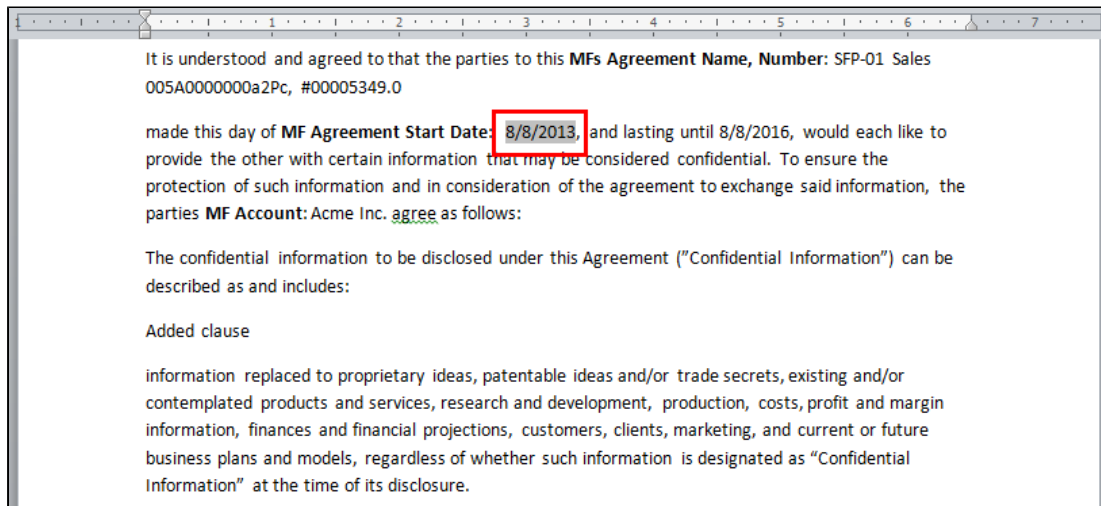 1 1 2 3 4 5 6 7
It is understood and agreed to that the parties to this MFs Agreement Name, Number: SFP-01 Sales
005A0000000a2Pc, #00005349.0
made this day of MF Agreement Start Date: 8/8/2013, and lasting until 8/8/2016, would each like to
provide the other with certain information that may be considered confidential. To ensure the
protection of such information and in consideration of the agreement to exchange said information, the
parties MF Account: Acme Inc. agree as follows:
The confidential information to be disclosed under this Agreement (”Confidential Information”) can be
described as and includes:
Added clause
information replaced to proprietary ideas, patentable ideas and/or trade secrets, existing and/or
contemplated products and services, research and development, production, costs, profit and margin
information, finances and financial projections, customers, clients, marketing, and current or future
business plans and models, regardless of whether such information is designated as “Confidential
Information” at the time of its disclosure.